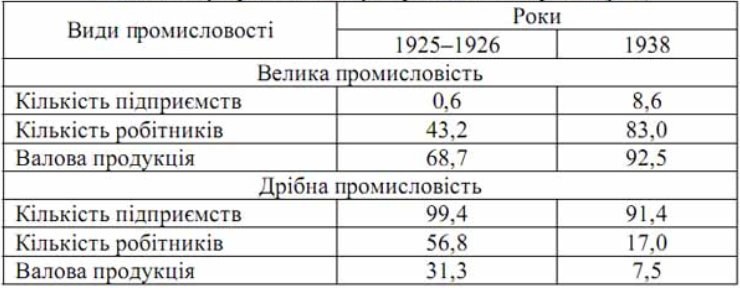 Види промисловості Роки
1925–1926 1938
Велика промисловість
Кількість підприємств 0,6 8,6
Кількість робітників 43,2 83,0
Валова продукція 68,7 92,5
Дрібна промисловість
Кількість підприємств 99,4 91,4
Кількість робітників 56,8 17,0
Валова продукція 31,3 7,5